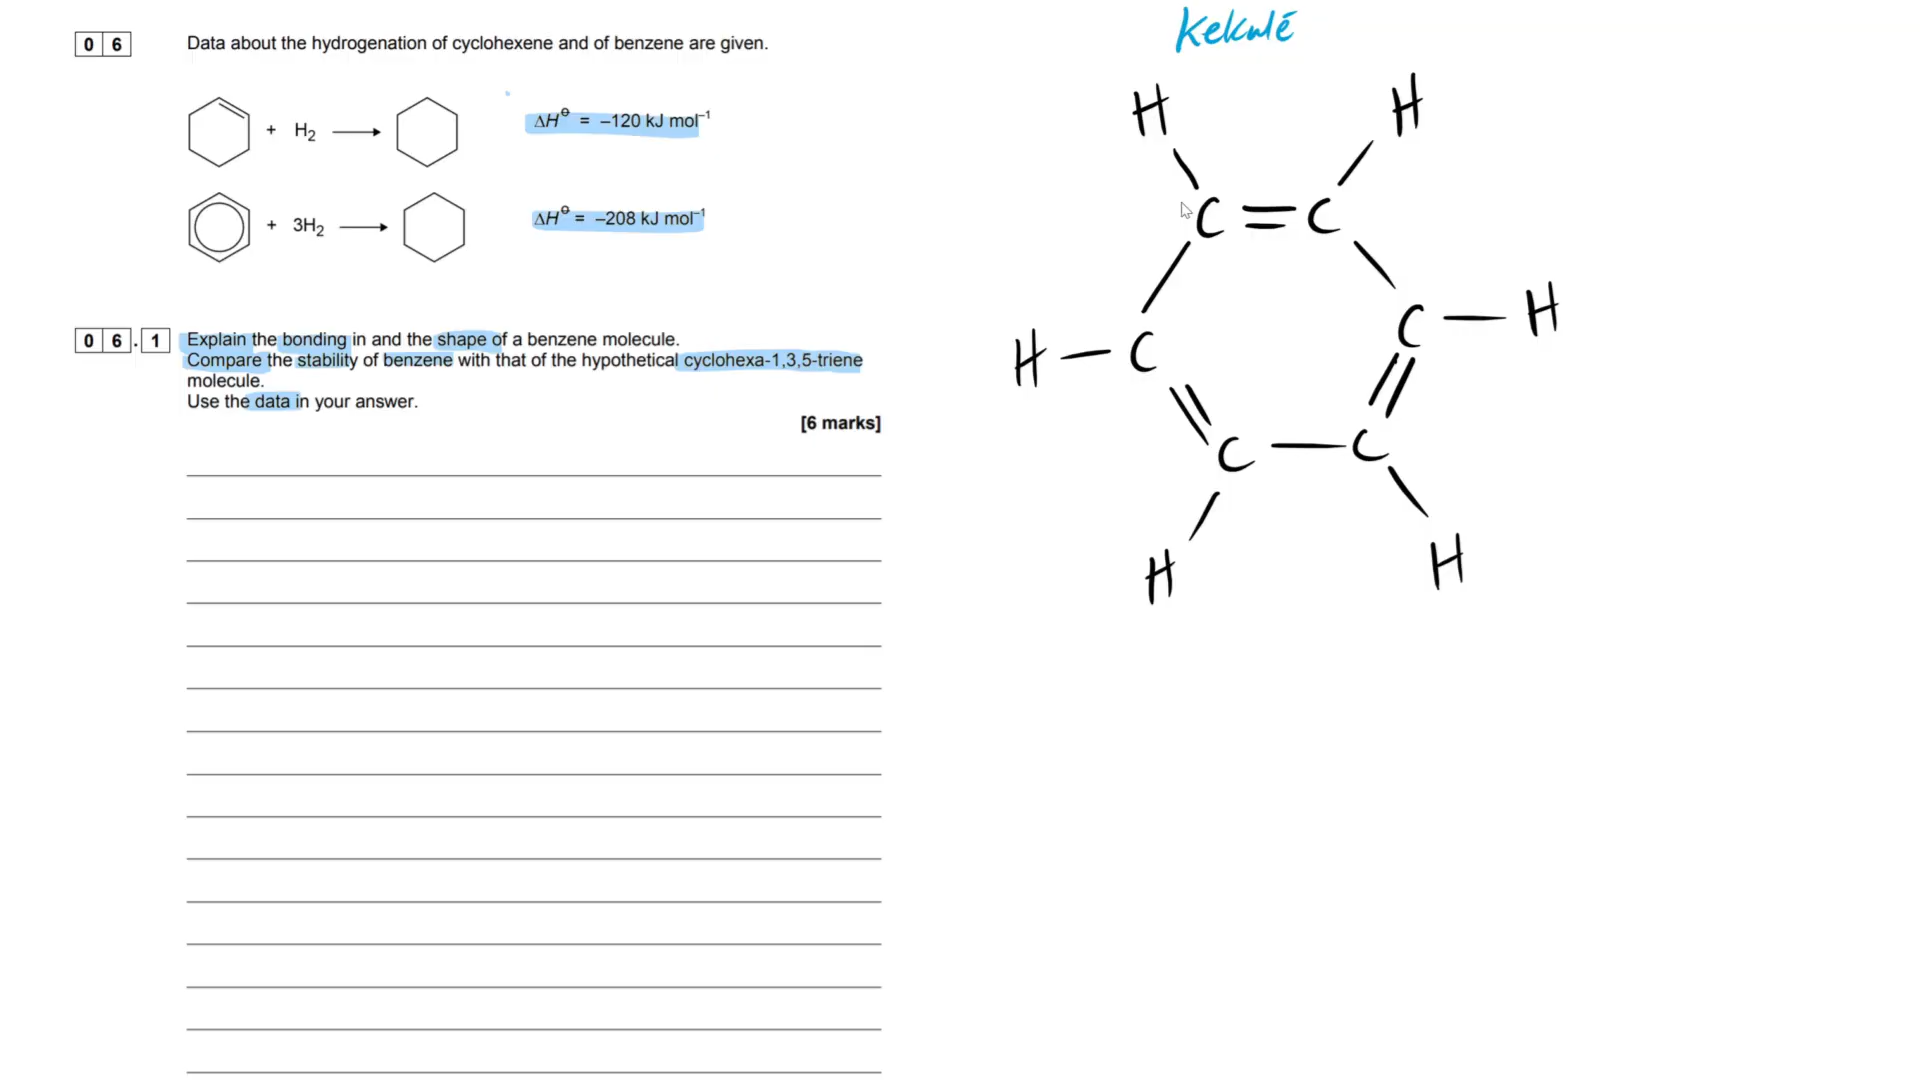 0 6 Data about the hydrogenation of cyclohexene and of benzene are given.
+ H₂ ΔH⦵ = –120 kJ mol⁻¹
+ 3H₂ ΔH⦵ = –208 kJ mol⁻¹
0 6 . 1 Explain the bonding in and the shape of a benzene molecule.
Compare the stability of benzene with that of the hypothetical cyclohexa-1,3,5-triene
molecule.
Use the data in your answer.
[6 marks]
Kekulé
H H
C = C
C — H
H — C
C — C
H H